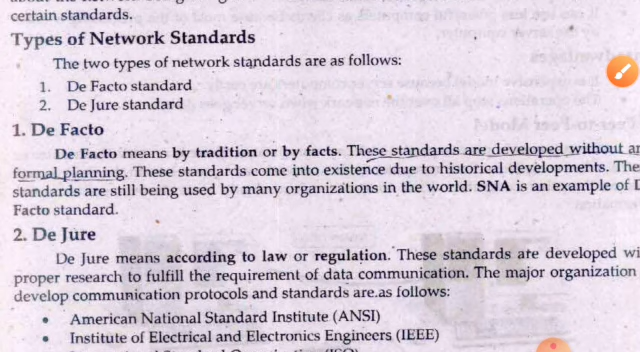 certain standards.
Types of Network Standards
The two types of network standards are as follows:
1. De Facto standard
2. De Jure standard
1. De Facto
De Facto means by tradition or by facts. These standards are developed without
formal planning. These standards come into existence due to historical developments.
standards are still being used by many organizations in the world. SNA is an example of
Facto standard.
2. De Jure
De Jure means according to law or regulation. These standards are developed
proper research to fulfill the requirement of data communication. The major organization
develop communication protocols and standards are as follows:
• American National Standard Institute (ANSI)
• Institute of Electrical and Electronics Engineers (IEEE)